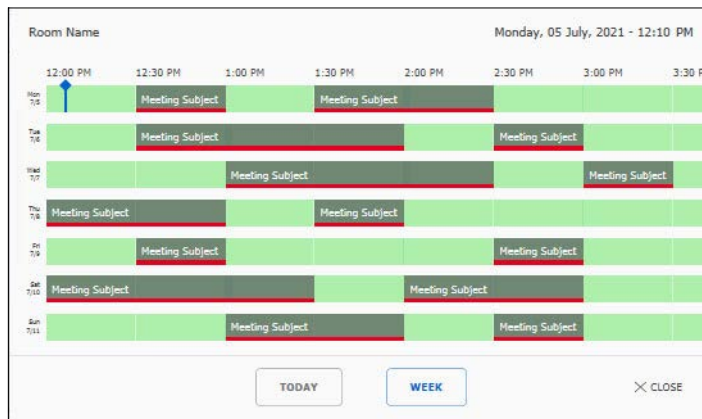 Room Name Monday, 05 July, 2021 - 12:10 PM
12:00 PM 12:30 PM 1:00 PM 1:30 PM 2:00 PM 2:30 PM 3:00 PM 3:30 P
Mon
7/5
Meeting Subject Meeting Subject
Tue
7/6
Meeting Subject Meeting Subject
Wed
7/7
Meeting Subject Meeting Subject
Thu
7/8
Meeting Subject Meeting Subject
Fri
7/9
Meeting Subject Meeting Subject
Sat
7/10
Meeting Subject Meeting Subject
Sun
7/11
Meeting Subject Meeting Subject
TODAY WEEK CLOSE